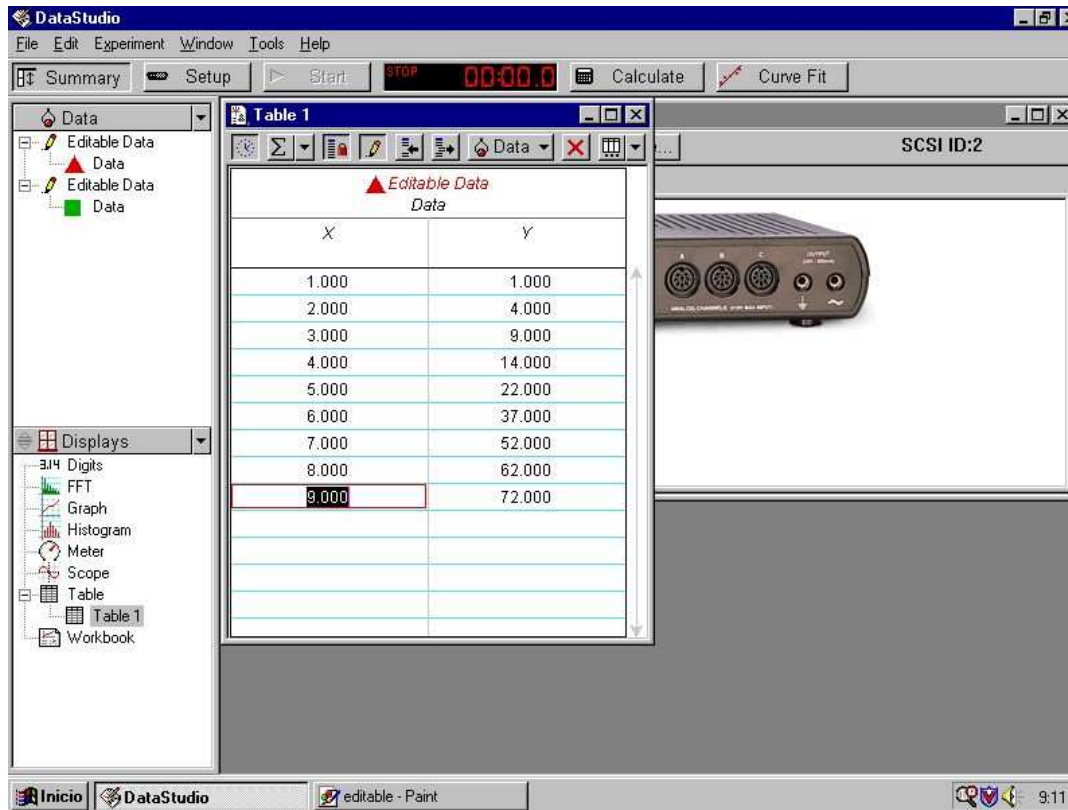 DataStudio
File Edit Experiment Window Tools Help
Summary Setup Start STOP 00:00.0 Calculate Curve Fit
Data
Editable Data
Data
Editable Data
Data
Displays
3.14 Digits
FFT
Graph
Histogram
Meter
Scope
Table
Table 1
Workbook
Table 1
Data
Editable Data
Data
X Y
1.000 1.000
2.000 4.000
3.000 9.000
4.000 14.000
5.000 22.000
6.000 37.000
7.000 52.000
8.000 62.000
9.000 72.000
...
SCSI ID:2
A B C OUTPUT
Inicio DataStudio editable - Paint 9:11